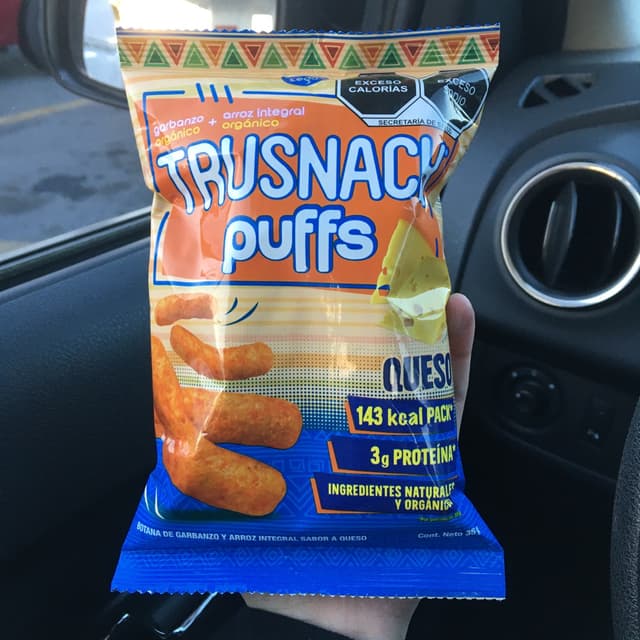 EXCESO
CALORÍAS
EXCESO
SECRETARÍA DE
garbanzo
orgánico
+
arroz integral
orgánico
TRUSNACK
puffs
QUESO
143 kcal PACK*
3g PROTEÍNA*
INGREDIENTES NATURALES
Y ORGÁNICOS
BOTANA DE GARBANZO Y ARROZ INTEGRAL SABOR A QUESO
Cont. Neto 35